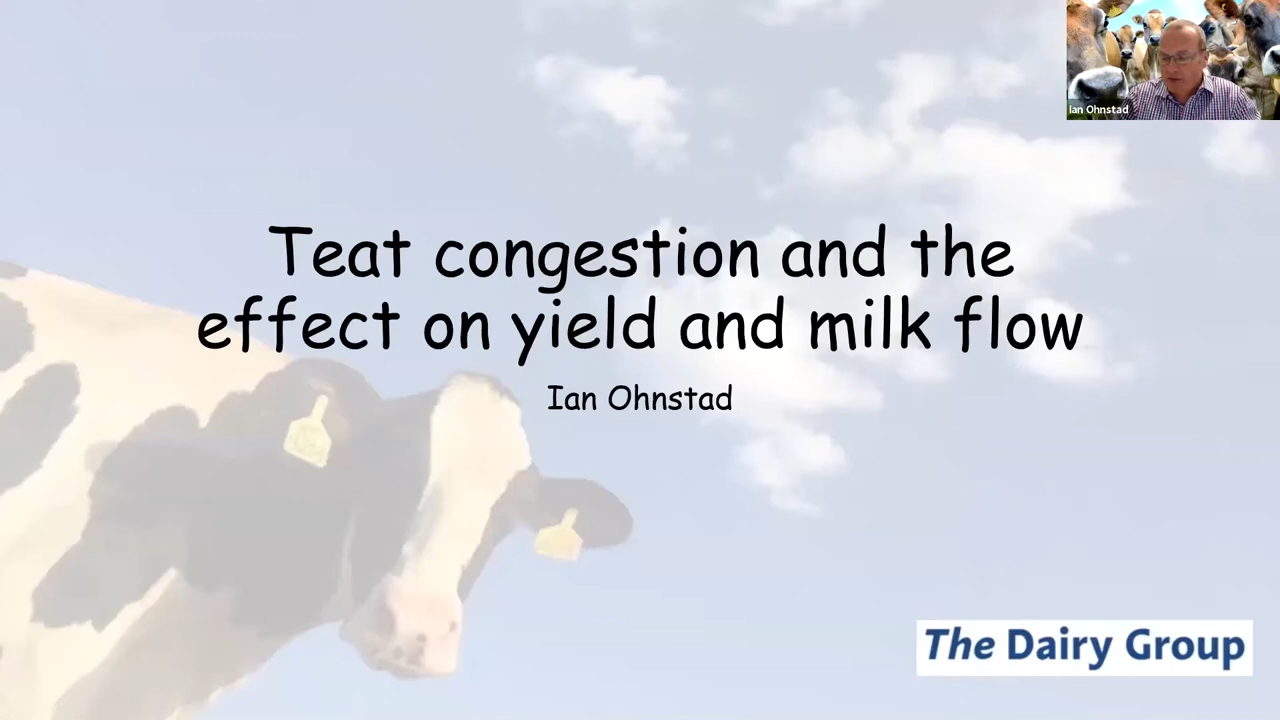 Ian Ohnstad
Teat congestion and the
effect on yield and milk flow
Ian Ohnstad
The Dairy Group